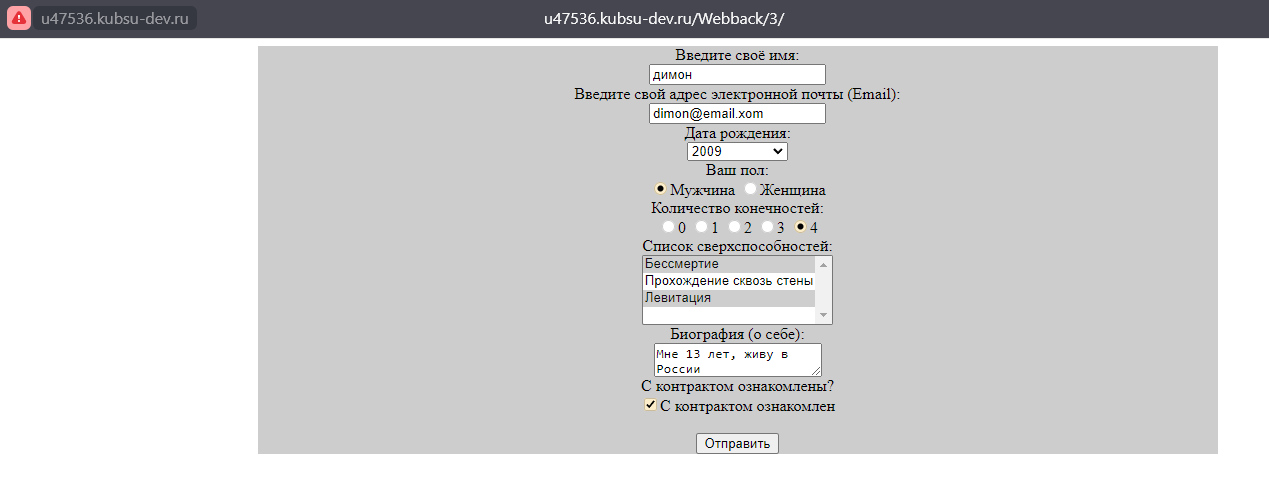 u47536.kubsu-dev.ru u47536.kubsu-dev.ru/Webback/3/
Введите своё имя:
димон
Введите свой адрес электронной почты (Email):
dimon@email.xom
Дата рождения:
2009
Ваш пол:
Мужчина Женщина
Количество конечностей:
0 1 2 3 4
Список сверхспособностей:
Бессмертие
Прохождение сквозь стены
Левитация
Биография (о себе):
Мне 13 лет, живу в
России
С контрактом ознакомлены?
С контрактом ознакомлен
Отправить